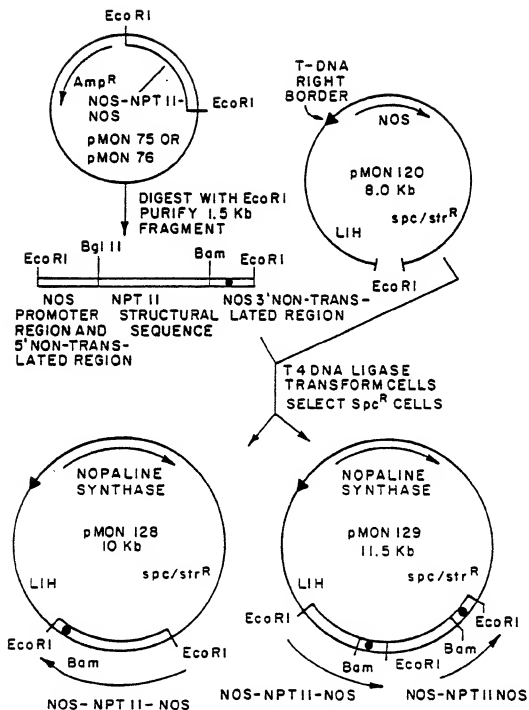 EcoRI
AmpR
NOS-NPT II-
NOS
EcoRI
pMON 75 OR
pMON 76
T-DNA
RIGHT
BORDER
NOS
pMON 120
8.0 Kb
spc/strR
LIH
EcoRI
DIGEST WITH EcoRI
PURIFY 1.5 Kb
FRAGMENT
EcoRI
Bgl II
Bam
EcoRI
NOS NPT II NOS 3' NON-TRANS-
PROMOTER STRUCTURAL LATED REGION
REGION AND SEQUENCE
5' NON-TRANS-
LATED REGION
T4 DNA LIGASE
TRANSFORM CELLS
SELECT SpcR CELLS
NOPALINE
SYNTHASE
pMON 128
10 Kb
spc/strR
LIH
EcoRI
Bam
EcoRI
NOS-NPT II-NOS
NOPALINE
SYNTHASE
pMON 129
11.5 Kb
spc/strR
LIH
EcoRI
Bam
EcoRI
Bam
EcoRI
NOS-NPT II-NOS
NOS-NPT II NOS